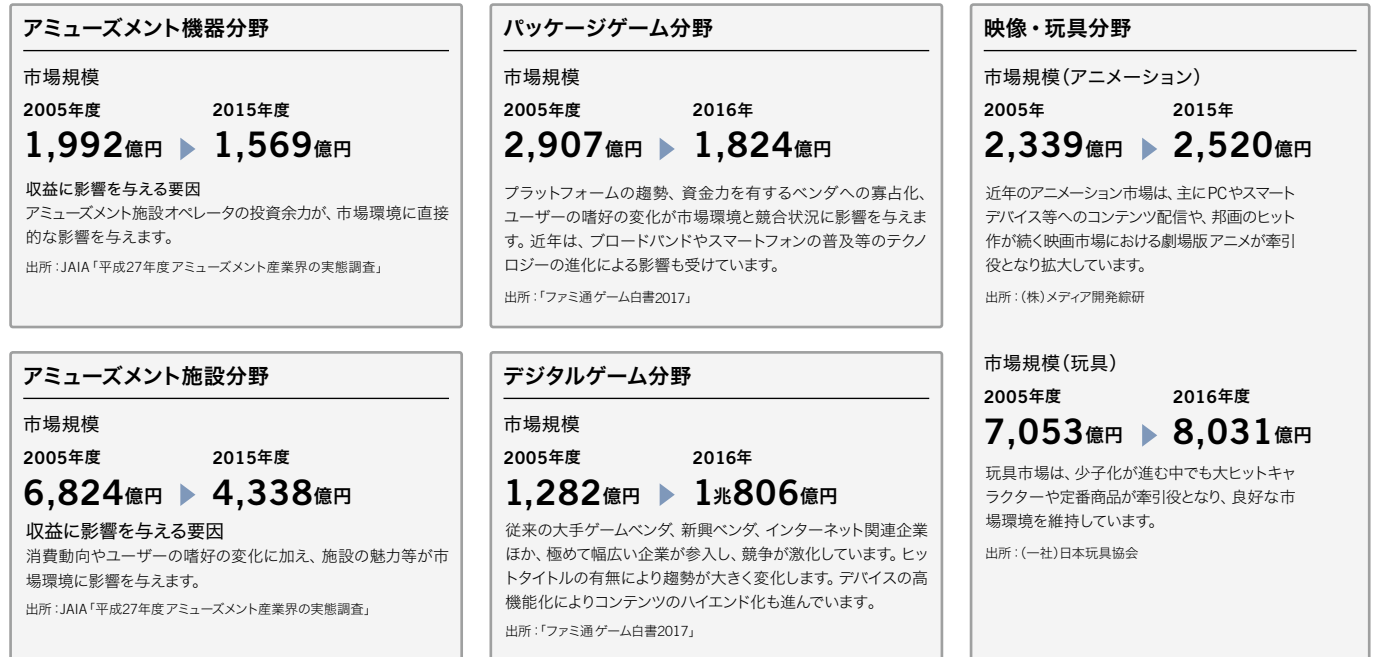 アミューズメント機器分野
市場規模
2005年度 2015年度
1,992億円 ▶ 1,569億円
収益に影響を与える要因
アミューズメント施設オペレータの投資余力が、市場環境に直接
的な影響を与えます。
出所：JAIA「平成27年度アミューズメント産業界の実態調査」
パッケージゲーム分野
市場規模
2005年度 2016年
2,907億円 ▶ 1,824億円
プラットフォームの趨勢、資金力を有するベンダへの寡占化、
ユーザーの嗜好の変化が市場環境と競合状況に影響を与えま
す。近年は、ブロードバンドやスマートフォンの普及等のテクノ
ロジーの進化による影響も受けています。
出所：「ファミ通ゲーム白書2017」
映像・玩具分野
市場規模（アニメーション）
2005年 2015年
2,339億円 ▶ 2,520億円
近年のアニメーション市場は、主にPCやスマート
デバイス等へのコンテンツ配信や、邦画のヒット
作が続く映画市場における劇場版アニメが牽引
役となり拡大しています。
出所：（株）メディア開発綜研
市場規模（玩具）
2005年度 2016年度
7,053億円 ▶ 8,031億円
玩具市場は、少子化が進む中でも大ヒットキャ
ラクターや定番商品が牽引役となり、良好な市
場環境を維持しています。
出所：（一社）日本玩具協会
アミューズメント施設分野
市場規模
2005年度 2015年度
6,824億円 ▶ 4,338億円
収益に影響を与える要因
消費動向やユーザーの嗜好の変化に加え、施設の魅力等が市
場環境に影響を与えます。
出所：JAIA「平成27年度アミューズメント産業界の実態調査」
デジタルゲーム分野
市場規模
2005年度 2016年
1,282億円 ▶ 1兆806億円
従来の大手ゲームベンダ、新興ベンダ、インターネット関連企業
ほか、極めて幅広い企業が参入し、競争が激化しています。ヒッ
トタイトルの有無により趨勢が大きく変化します。デバイスの高
機能化によりコンテンツのハイエンド化も進んでいます。
出所：「ファミ通ゲーム白書2017」